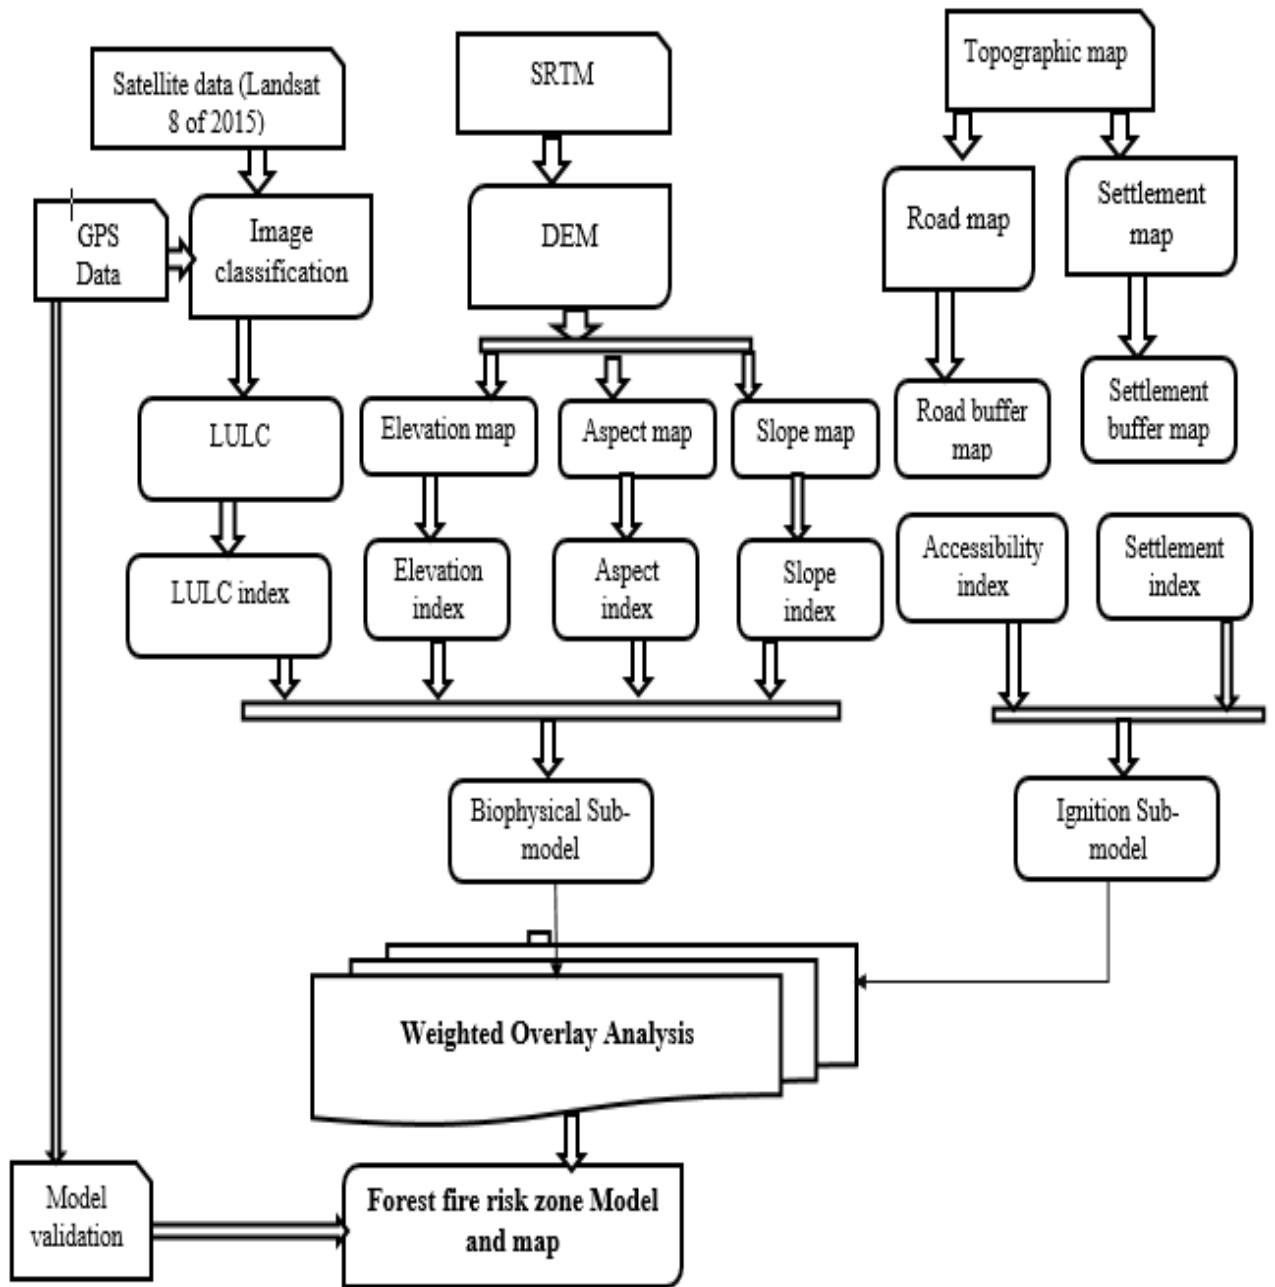 Satellite data (Landsat
8 of 2015)
SRTM
Topographic map
GPS
Data
Image
classification
DEM
Road map
Settlement
map
LULC
Elevation map
Aspect map
Slope map
Road buffer
map
Settlement
buffer map
LULC index
Elevation
index
Aspect
index
Slope
index
Accessibility
index
Settlement
index
Biophysical Sub-
model
Ignition Sub-
model
Weighted Overlay Analysis
Model
validation
Forest fire risk zone Model
and map